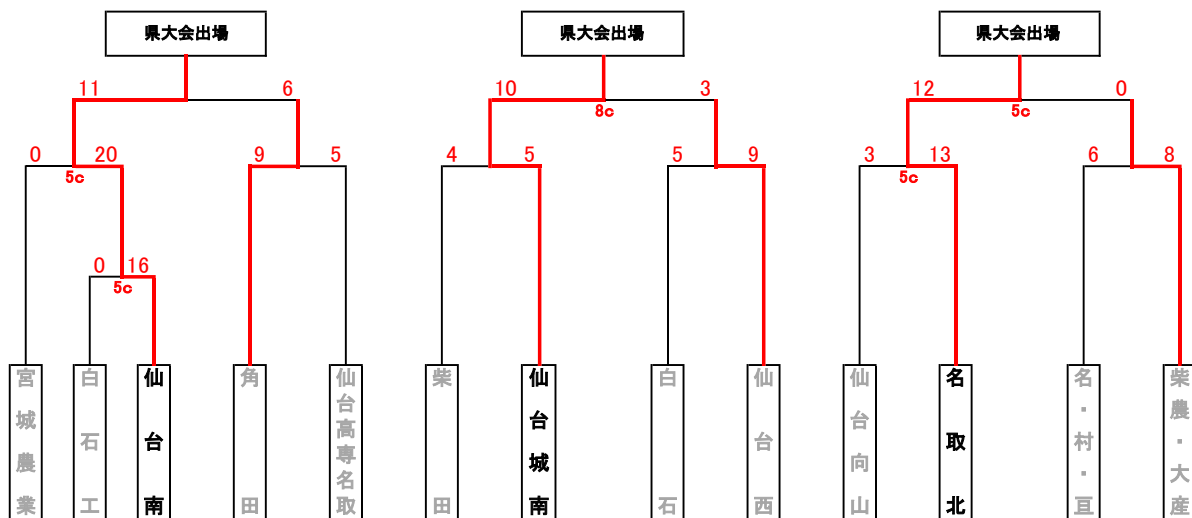 県大会出場 県大会出場 県大会出場
11 6 10 3 12 0
8c 5c
0 20 9 5 4 5 5 9 3 13 6 8
5c 5c
0 16
5c
宮城農業
白石工
仙台南
角田
仙台高専名取
柴田
仙台城南
白石
仙台西
仙台向山
名取北
名・村・亘
柴農・大産